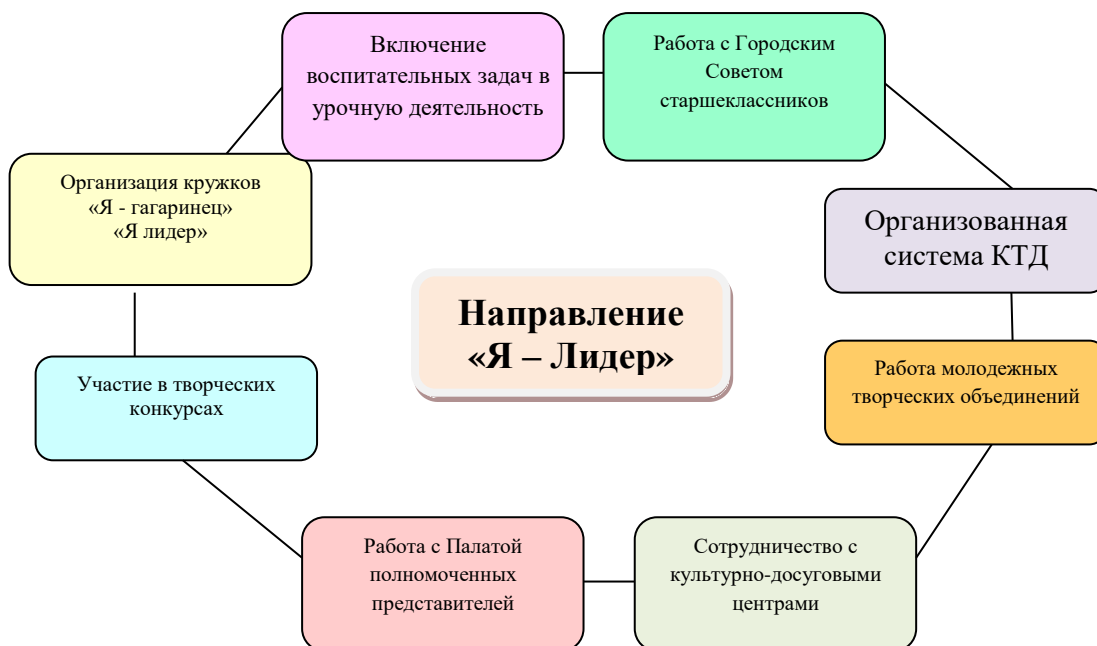 Включение
воспитательных задач в
урочную деятельность
Работа с Городским
Советом
старшеклассников
Организация кружков
«Я - гагаринец»
«Я лидер»
Организованная
система КТД
Направление
«Я – Лидер»
Участие в творческих
конкурсах
Работа молодежных
творческих объединений
Работа с Палатой
полномоченных
представителей
Сотрудничество с
культурно-досуговыми
центрами